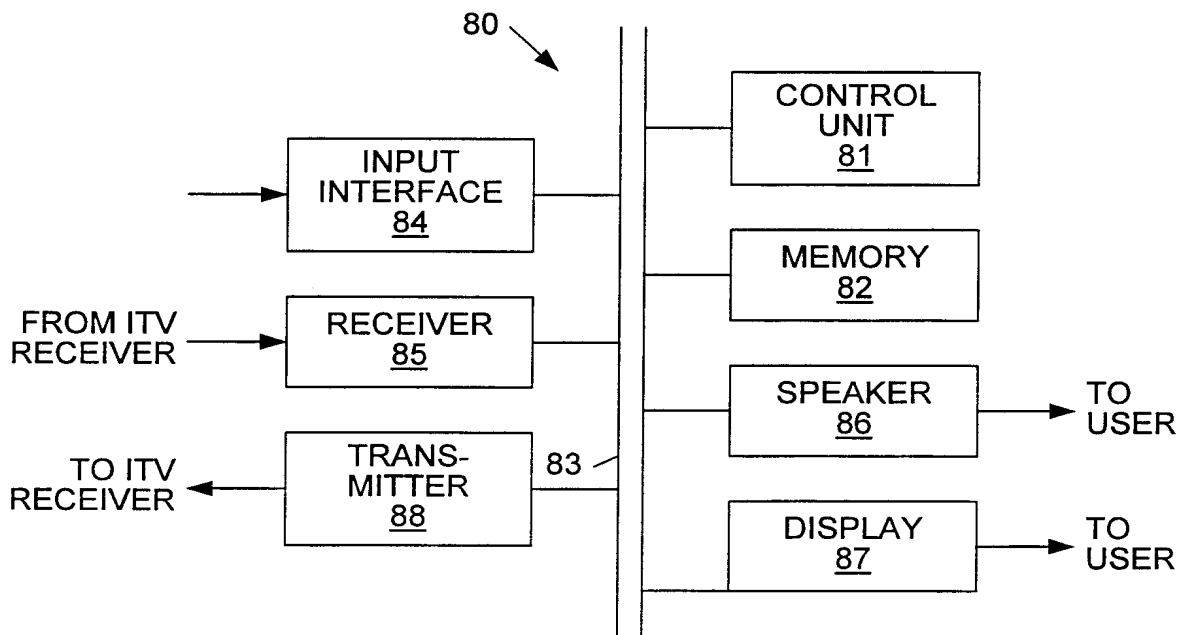 80
INPUT
INTERFACE
84
FROM ITV
RECEIVER
RECEIVER
85
TO ITV
RECEIVER
TRANS-
MITTER
88
83
CONTROL
UNIT
81
MEMORY
82
SPEAKER
86
TO
USER
DISPLAY
87
TO
USER